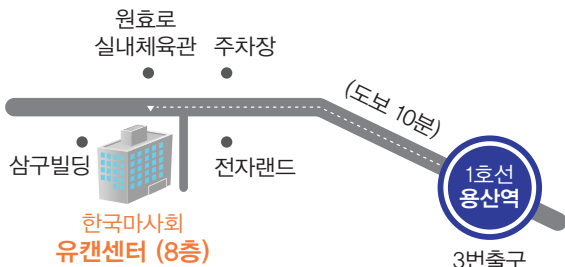 원효로
실내체육관
주차장
(도보 10분)
삼구빌딩
전자랜드
1호선
용산역
한국마사회
유캔센터 (8층)
3번출구